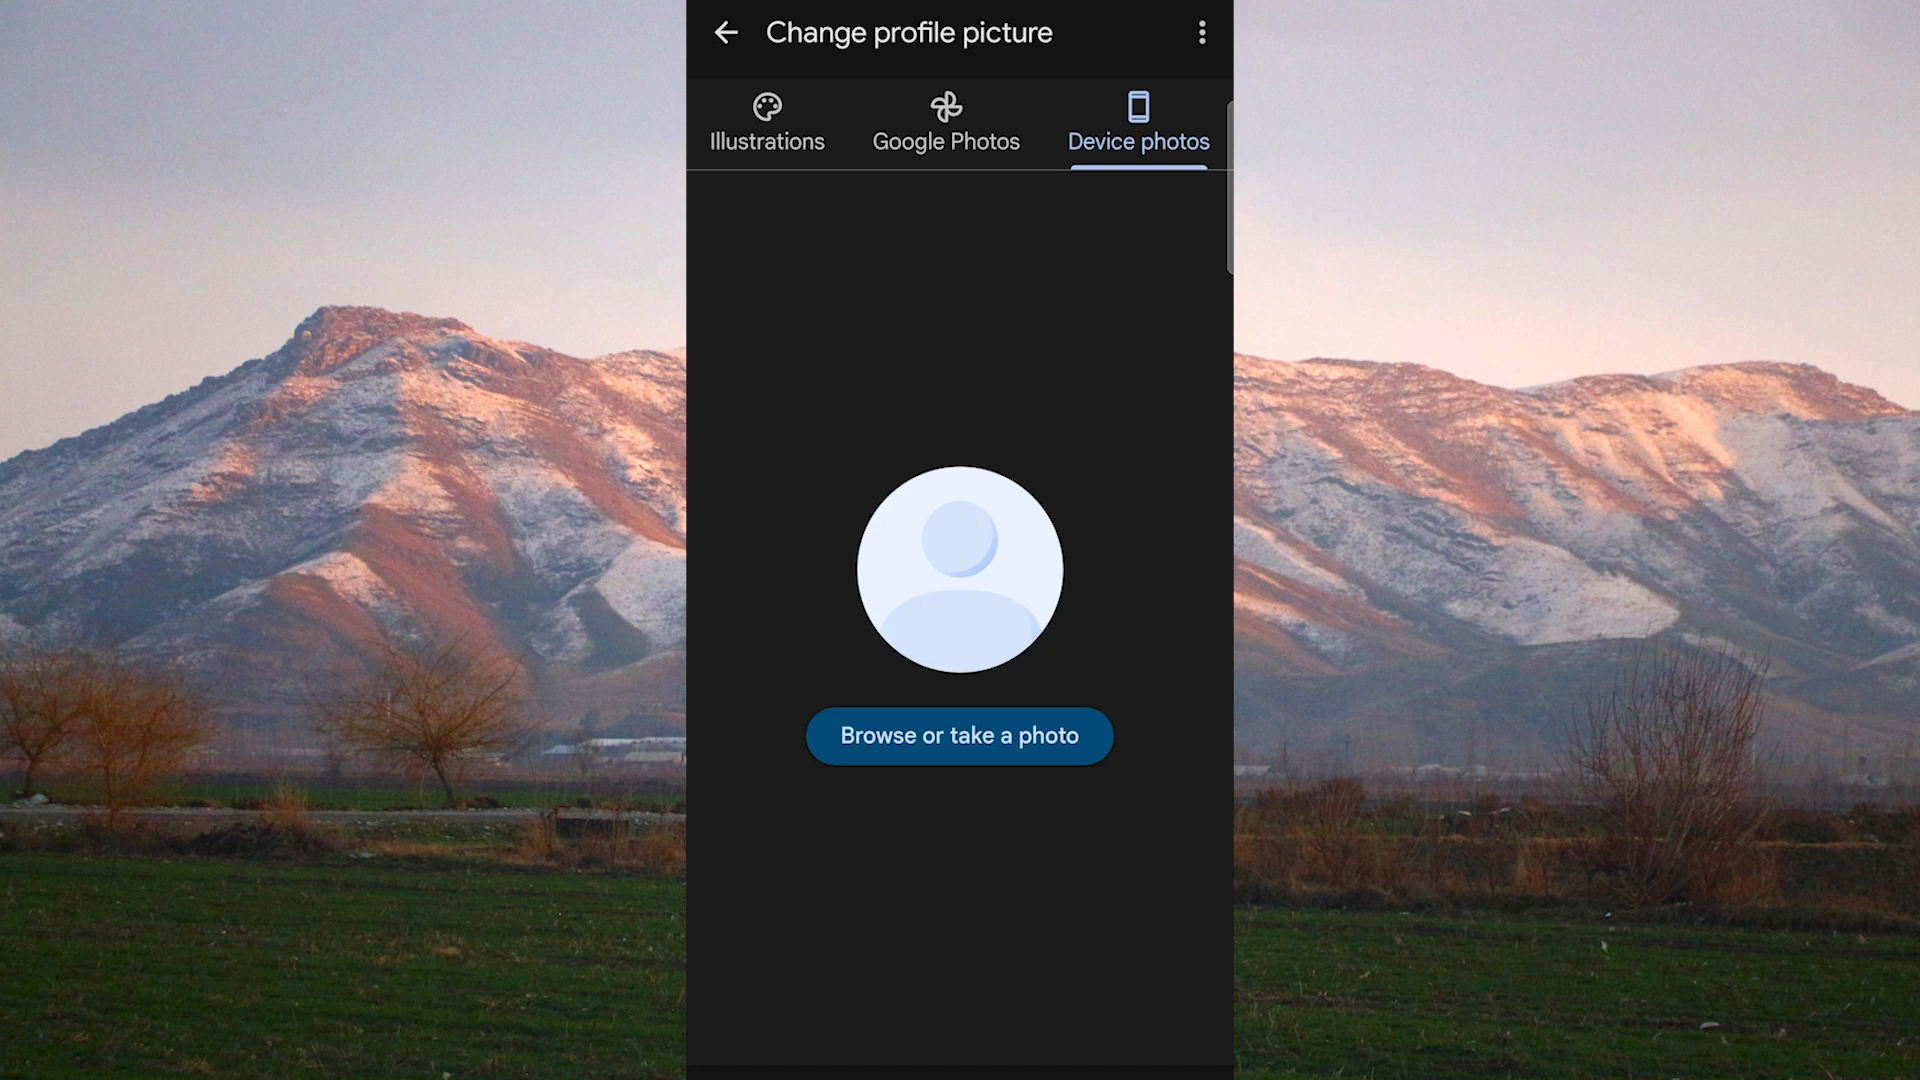 Change profile picture
Illustrations
Google Photos
Device photos
Browse or take a photo